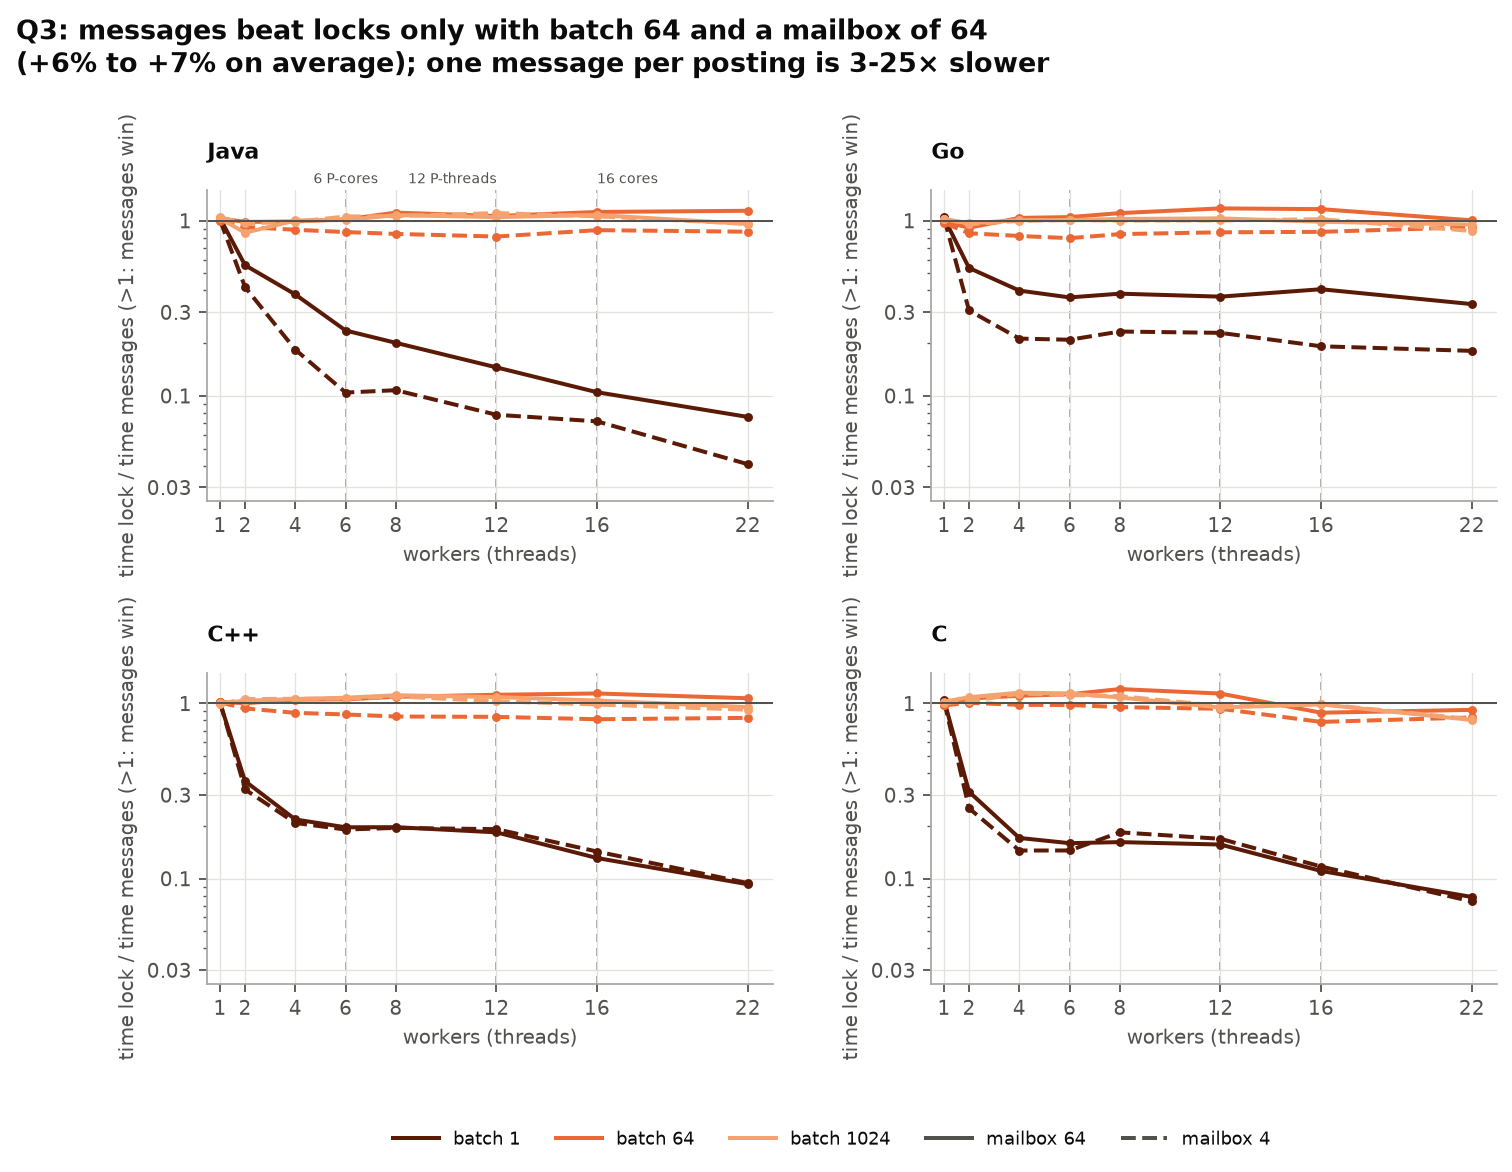 Q3: messages beat locks only with batch 64 and a mailbox of 64
(+6% to +7% on average); one message per posting is 3-25× slower
Java
6 P-cores 12 P-threads 16 cores
time lock / time messages (>1: messages win)
1
0.3
0.1
0.03
1 2 4 6 8 12 16 22
workers (threads)
Go
time lock / time messages (>1: messages win)
1
0.3
0.1
0.03
1 2 4 6 8 12 16 22
workers (threads)
C++
time lock / time messages (>1: messages win)
1
0.3
0.1
0.03
1 2 4 6 8 12 16 22
workers (threads)
C
time lock / time messages (>1: messages win)
1
0.3
0.1
0.03
1 2 4 6 8 12 16 22
workers (threads)
batch 1 batch 64 batch 1024 mailbox 64 mailbox 4